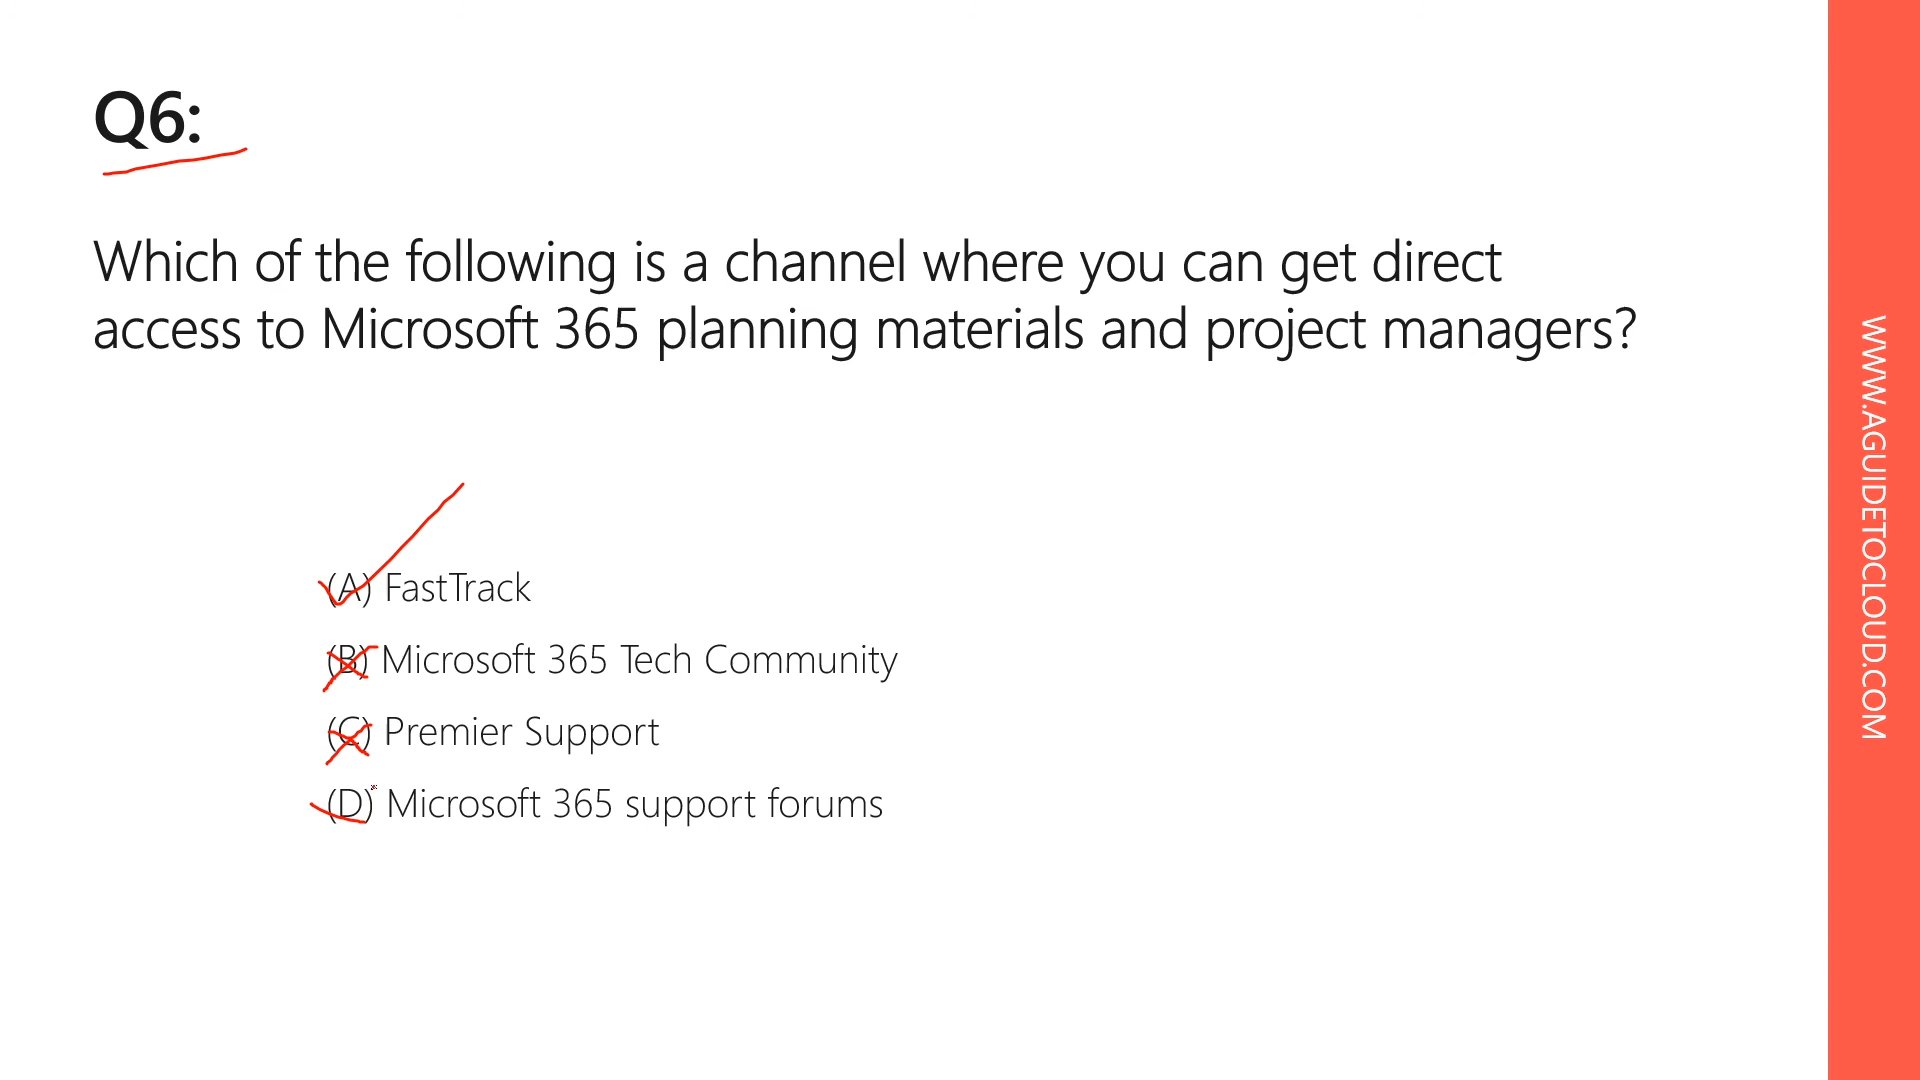 Q6:
Which of the following is a channel where you can get direct
access to Microsoft 365 planning materials and project managers?
(A) FastTrack
(B) Microsoft 365 Tech Community
(C) Premier Support
(D) Microsoft 365 support forums
WWW.AGUIDETOCLOUD.COM